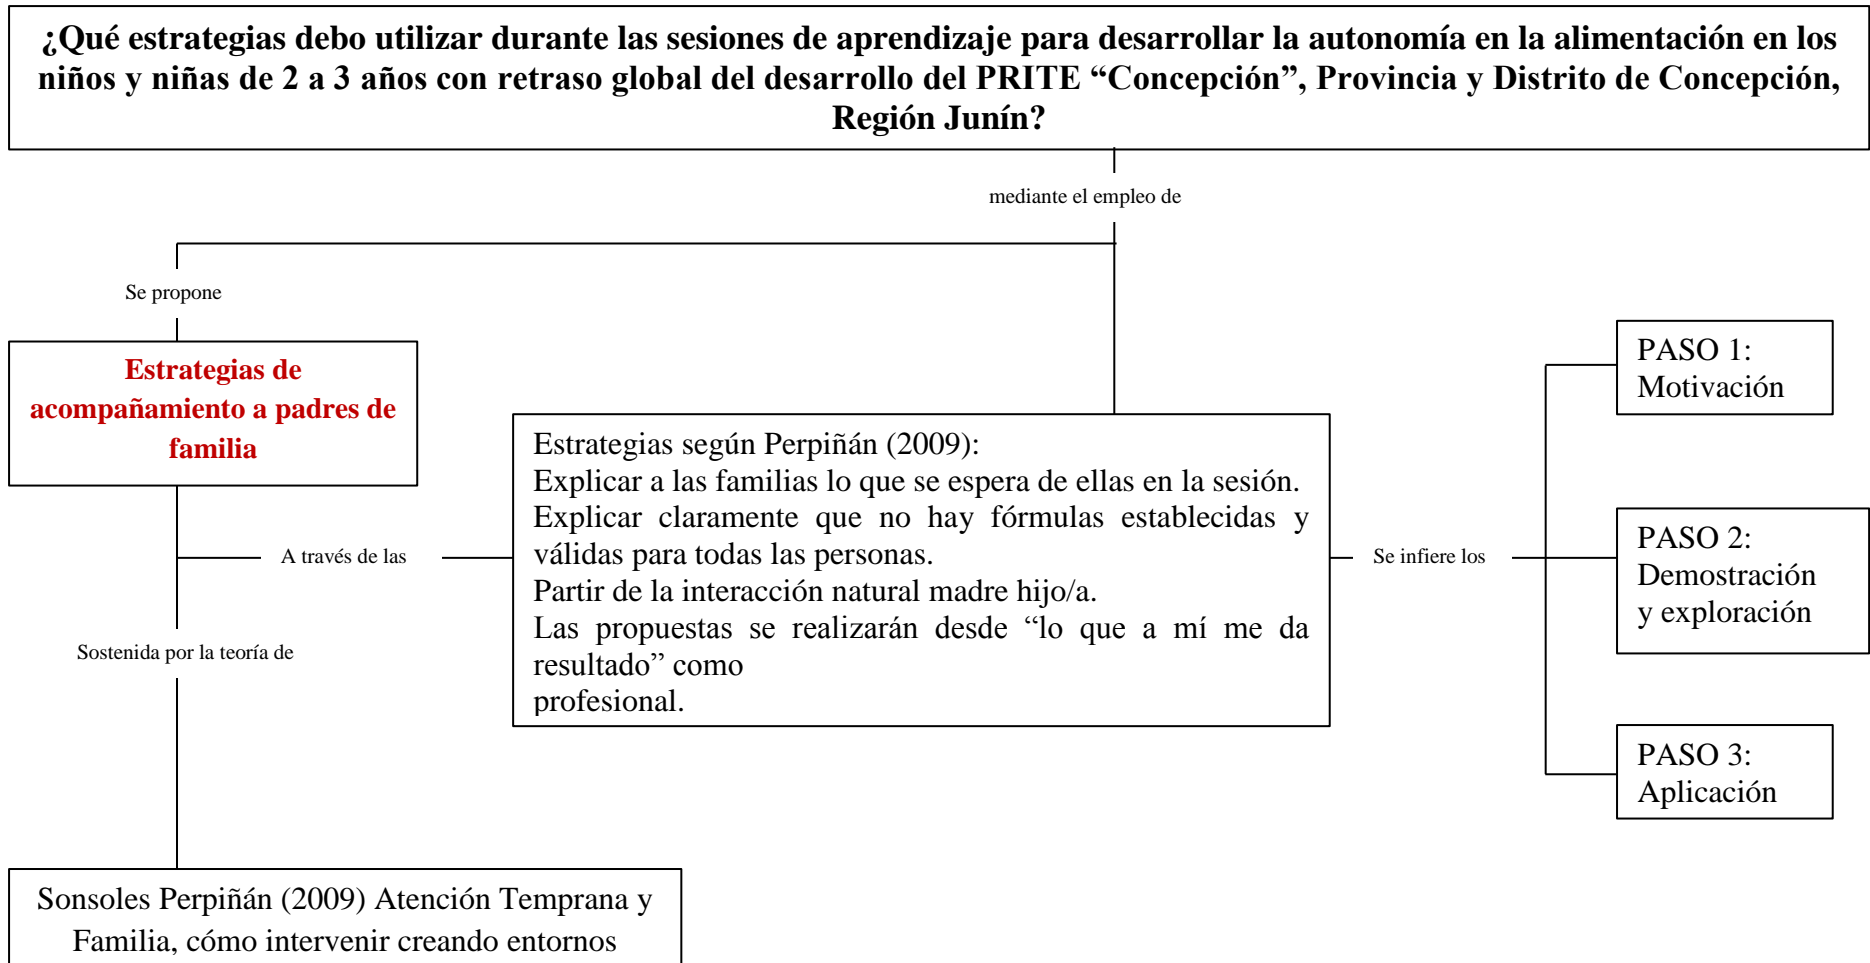 ¿Qué estrategias debo utilizar durante las sesiones de aprendizaje para desarrollar la autonomía en la alimentación en los
niños y niñas de 2 a 3 años con retraso global del desarrollo del PRITE “Concepción”, Provincia y Distrito de Concepción,
Región Junín?
mediante el empleo de
Se propone
Estrategias de
acompañamiento a padres de
familia
A través de las
Sostenida por la teoría de
Sonsoles Perpiñán (2009) Atención Temprana y
Familia, cómo intervenir creando entornos
Estrategias según Perpiñán (2009):
Explicar a las familias lo que se espera de ellas en la sesión.
Explicar claramente que no hay fórmulas establecidas y
válidas para todas las personas.
Partir de la interacción natural madre hijo/a.
Las propuestas se realizarán desde “lo que a mí me da
resultado” como
profesional.
Se infiere los
PASO 1:
Motivación
PASO 2:
Demostración
y exploración
PASO 3:
Aplicación